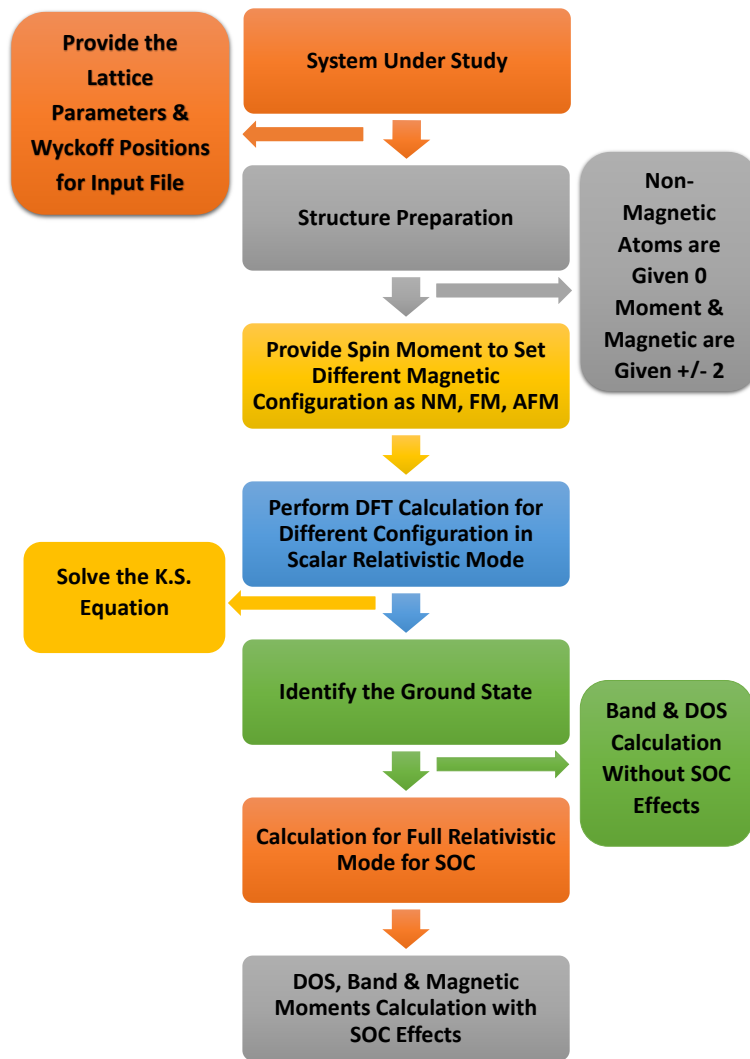 Provide the
Lattice
Parameters &
Wyckoff Positions
for Input File
System Under Study
Structure Preparation
Non-
Magnetic
Atoms are
Given 0
Moment &
Magnetic are
Given +/- 2
Provide Spin Moment to Set
Different Magnetic
Configuration as NM, FM, AFM
Perform DFT Calculation for
Different Configuration in
Scalar Relativistic Mode
Solve the K.S.
Equation
Identify the Ground State
Band & DOS
Calculation
Without SOC
Effects
Calculation for Full Relativistic
Mode for SOC
DOS, Band & Magnetic
Moments Calculation with
SOC Effects